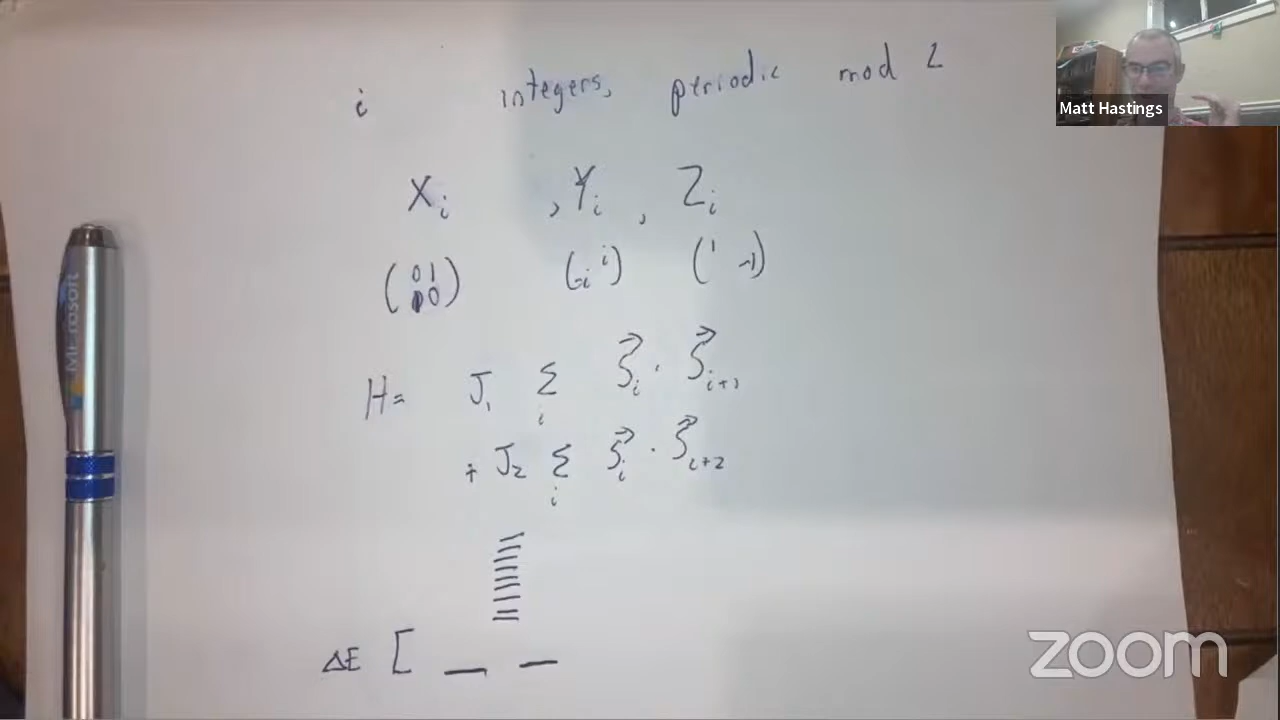 i integers, periodic mod L
Matt Hastings
X_i , Y_i , Z_i
(0 1 0 0) (-i i) (1 -1)
Microsoft
H= J_1 Σ_i S⃗_i · S⃗_{i+1}
+ J_2 Σ_i S⃗_i · S⃗_{i+2}
ΔE [
zoom